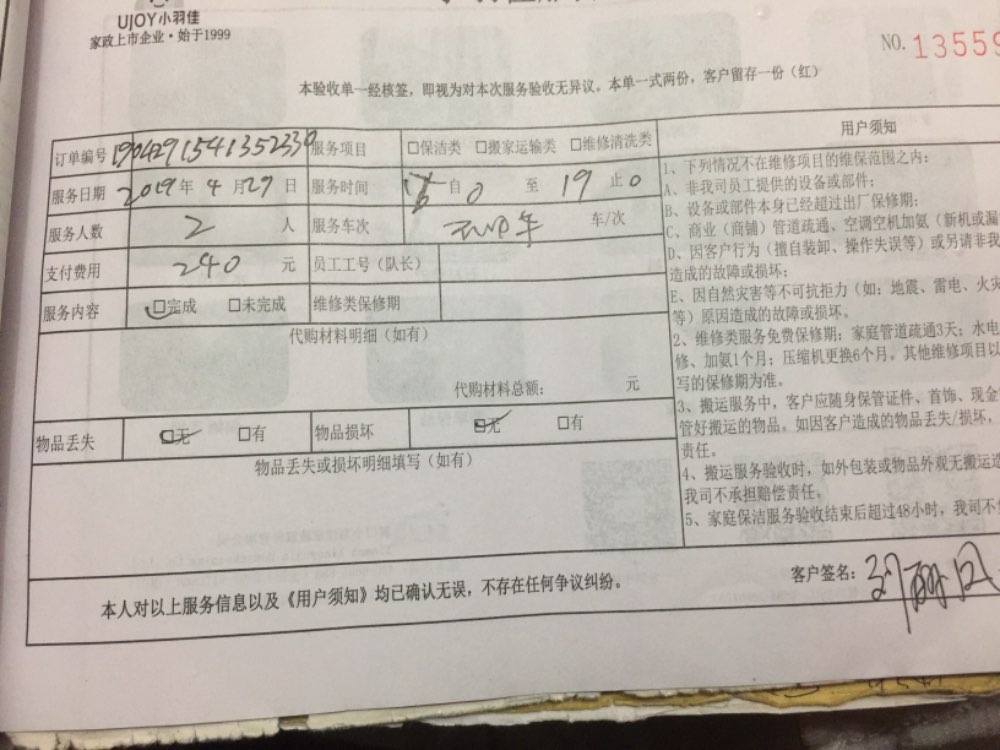 UJOY小羽佳
家政上市企业·始于1999
NO. 13559
本验收单一经核签，即视为对本次服务验收无异议。本单一式两份，客户留存一份（红）
订单编号 1904291541352339 服务项目 □保洁类 □搬家运输类 □维修清洗类
服务日期 2019年 4 月29 日 服务时间 自 0 至 19 止 0
服务人数 2 人 服务车次 车/次
支付费用 240 元 员工工号（队长）
服务内容 □完成 □未完成 维修类保修期
代购材料明细（如有）
代购材料总额： 元
物品丢失 □无 □有 物品损坏 □无 □有
物品丢失或损坏明细填写（如有）
用户须知
1、下列情况不在维修项目的维保范围之内：
A、非我司员工提供的设备或部件；
B、设备或部件本身已经超过出厂保修期；
C、商业（商铺）管道疏通、空调空机加氨（新机或漏
D、因客户行为（擅自装卸、操作失误等）或另请非我
造成的故障或损坏；
E、因自然灾害等不可抗拒力（如：地震、雷电、火灾
等）原因造成的故障或损坏。
2、维修类服务免费保修期：家庭管道疏通3天；水电
修、加氨1个月；压缩机更换6个月。其他维修项目以
写的保修期为准。
3、搬运服务中，客户应随身保管证件、首饰、现金
管好搬运的物品。如因客户造成的物品丢失/损坏，
责任。
4、搬运服务验收时，如外包装或物品外观无搬运造
我司不承担赔偿责任。
5、家庭保洁服务验收结束后超过48小时，我司不
本人对以上服务信息以及《用户须知》均已确认无误，不存在任何争议纠纷。
客户签名：